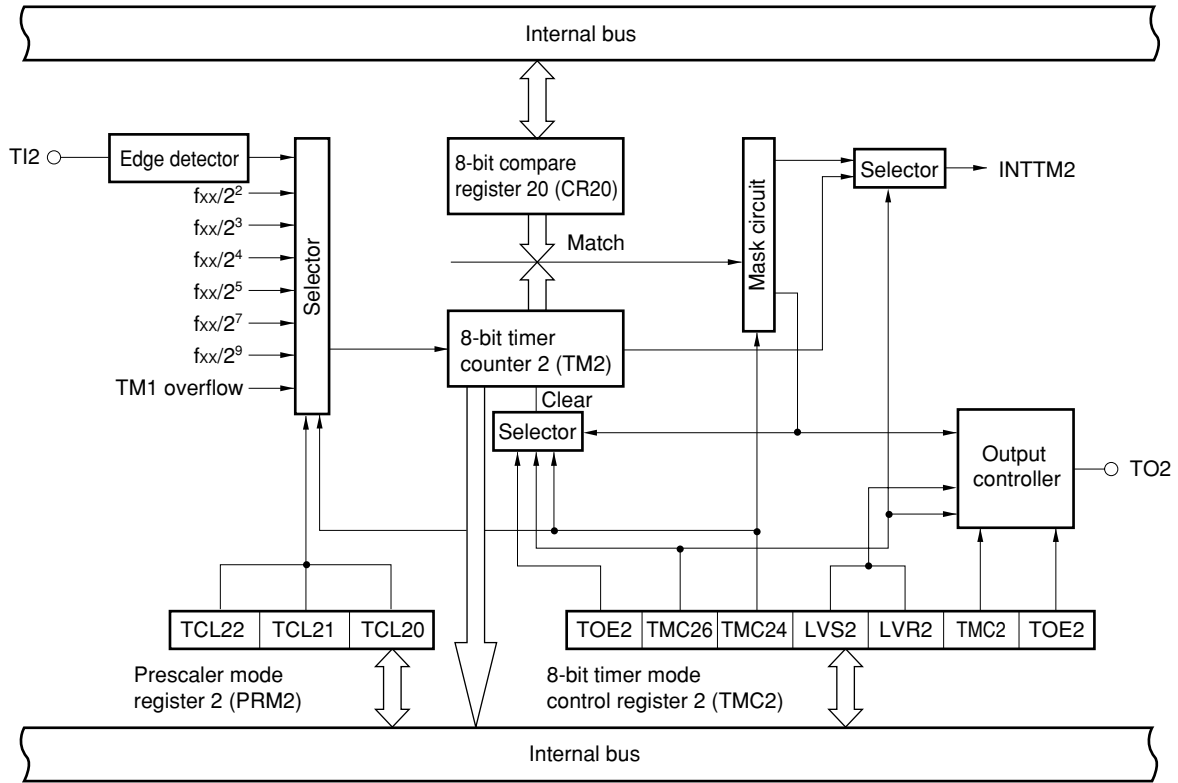 Internal bus
TI2
Edge detector
fxx/2²
fxx/2³
fxx/2⁴
fxx/2⁵
fxx/2⁷
fxx/2⁹
TM1 overflow
Selector
8-bit compare
register 20 (CR20)
Match
8-bit timer
counter 2 (TM2)
Clear
Selector
Mask circuit
Selector
INTTM2
Output
controller
TO2
TCL22 TCL21 TCL20
Prescaler mode
register 2 (PRM2)
TOE2 TMC26 TMC24 LVS2 LVR2 TMC2 TOE2
8-bit timer mode
control register 2 (TMC2)
Internal bus